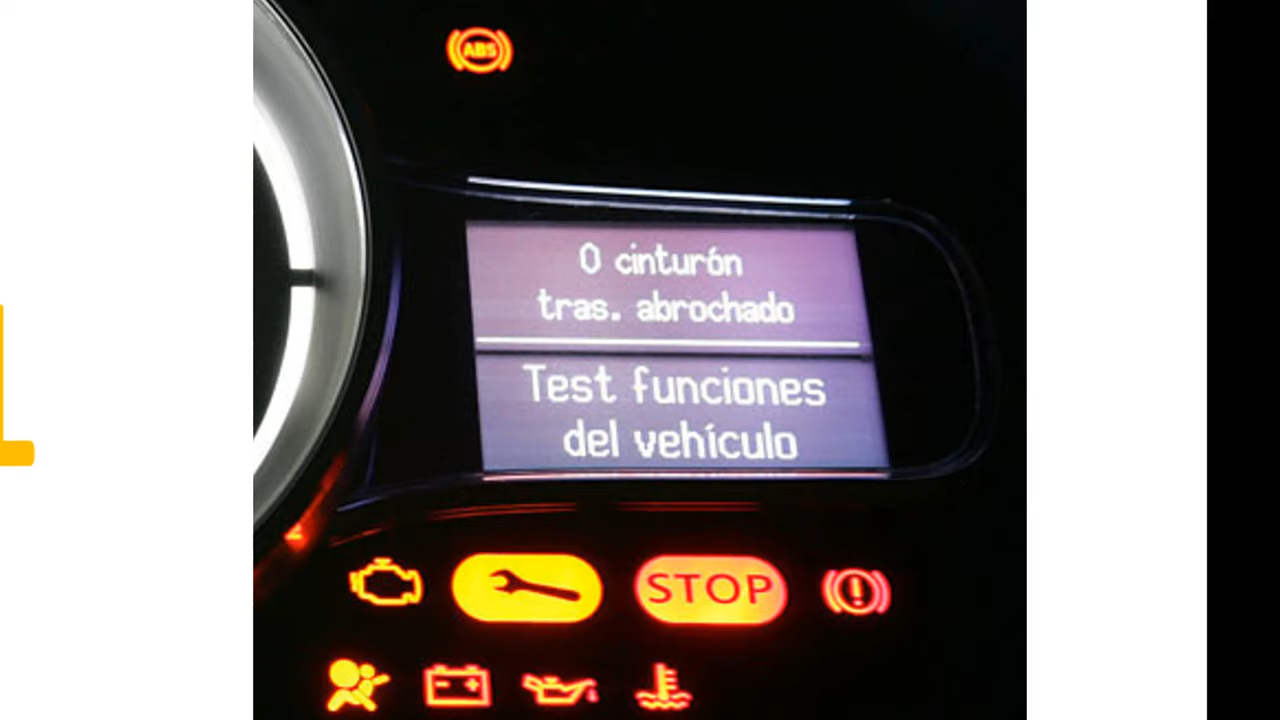 ABS
0 cinturón
tras. abrochado
Test funciones
del vehículo
STOP